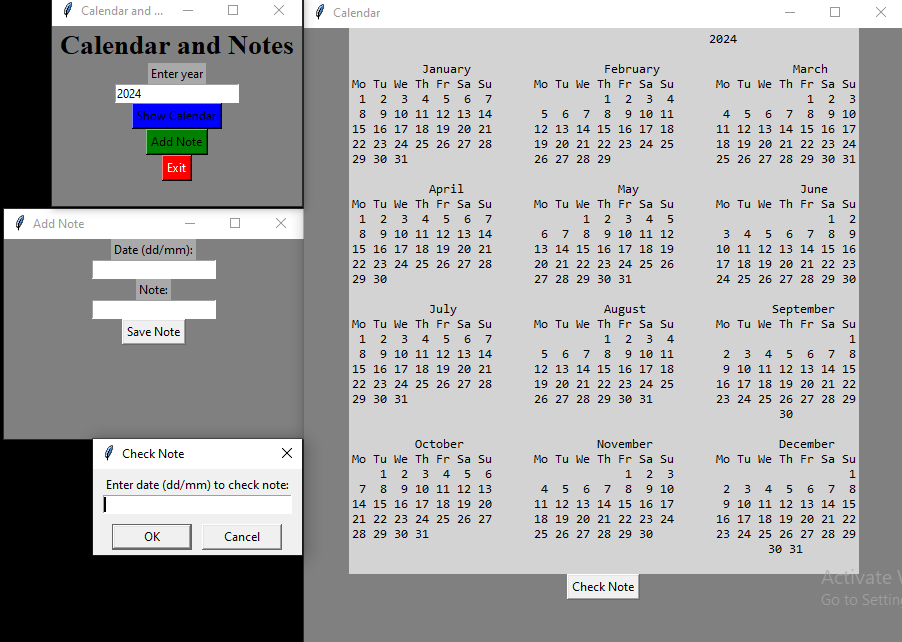 Calendar and ...
Calendar and Notes
Enter year
2024
Show Calendar
Add Note
Exit
Add Note
Date (dd/mm):
Note:
Save Note
Check Note
Enter date (dd/mm) to check note:
OK Cancel
Calendar
2024
January February March
Mo Tu We Th Fr Sa Su Mo Tu We Th Fr Sa Su Mo Tu We Th Fr Sa Su
1 2 3 4 5 6 7 1 2 3 4 1 2 3
8 9 10 11 12 13 14 5 6 7 8 9 10 11 4 5 6 7 8 9 10
15 16 17 18 19 20 21 12 13 14 15 16 17 18 11 12 13 14 15 16 17
22 23 24 25 26 27 28 19 20 21 22 23 24 25 18 19 20 21 22 23 24
29 30 31 26 27 28 29 25 26 27 28 29 30 31
April May June
Mo Tu We Th Fr Sa Su Mo Tu We Th Fr Sa Su Mo Tu We Th Fr Sa Su
1 2 3 4 5 6 7 1 2 3 4 5 1 2
8 9 10 11 12 13 14 6 7 8 9 10 11 12 3 4 5 6 7 8 9
15 16 17 18 19 20 21 13 14 15 16 17 18 19 10 11 12 13 14 15 16
22 23 24 25 26 27 28 20 21 22 23 24 25 26 17 18 19 20 21 22 23
29 30 27 28 29 30 31 24 25 26 27 28 29 30
July August September
Mo Tu We Th Fr Sa Su Mo Tu We Th Fr Sa Su Mo Tu We Th Fr Sa Su
1 2 3 4 5 6 7 1 2 3 4 1
8 9 10 11 12 13 14 5 6 7 8 9 10 11 2 3 4 5 6 7 8
15 16 17 18 19 20 21 12 13 14 15 16 17 18 9 10 11 12 13 14 15
22 23 24 25 26 27 28 19 20 21 22 23 24 25 16 17 18 19 20 21 22
29 30 31 26 27 28 29 30 31 23 24 25 26 27 28 29
30
October November December
Mo Tu We Th Fr Sa Su Mo Tu We Th Fr Sa Su Mo Tu We Th Fr Sa Su
1 2 3 4 5 6 1 2 3 1
7 8 9 10 11 12 13 4 5 6 7 8 9 10 2 3 4 5 6 7 8
14 15 16 17 18 19 20 11 12 13 14 15 16 17 9 10 11 12 13 14 15
21 22 23 24 25 26 27 18 19 20 21 22 23 24 16 17 18 19 20 21 22
28 29 30 31 25 26 27 28 29 30 23 24 25 26 27 28 29
30 31
Check Note
Activate
Go to